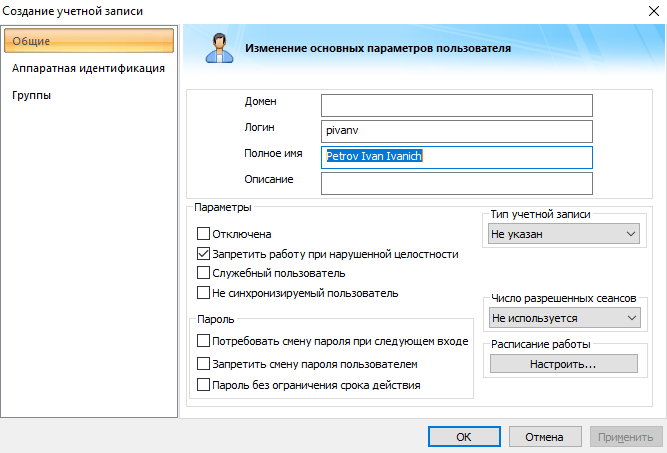 Создание учетной записи
Общие
Аппаратная идентификация
Группы
Изменение основных параметров пользователя
Домен
Логин pivanv
Полное имя Petrov Ivan Ivanich
Описание
Параметры
Отключена
Запретить работу при нарушенной целостности
Служебный пользователь
Не синхронизируемый пользователь
Тип учетной записи
Не указан
Число разрешенных сеансов
Не используется
Пароль
Потребовать смену пароля при следующем входе
Запретить смену пароля пользователем
Пароль без ограничения срока действия
Расписание работы
Настроить...
OK Отмена Применить